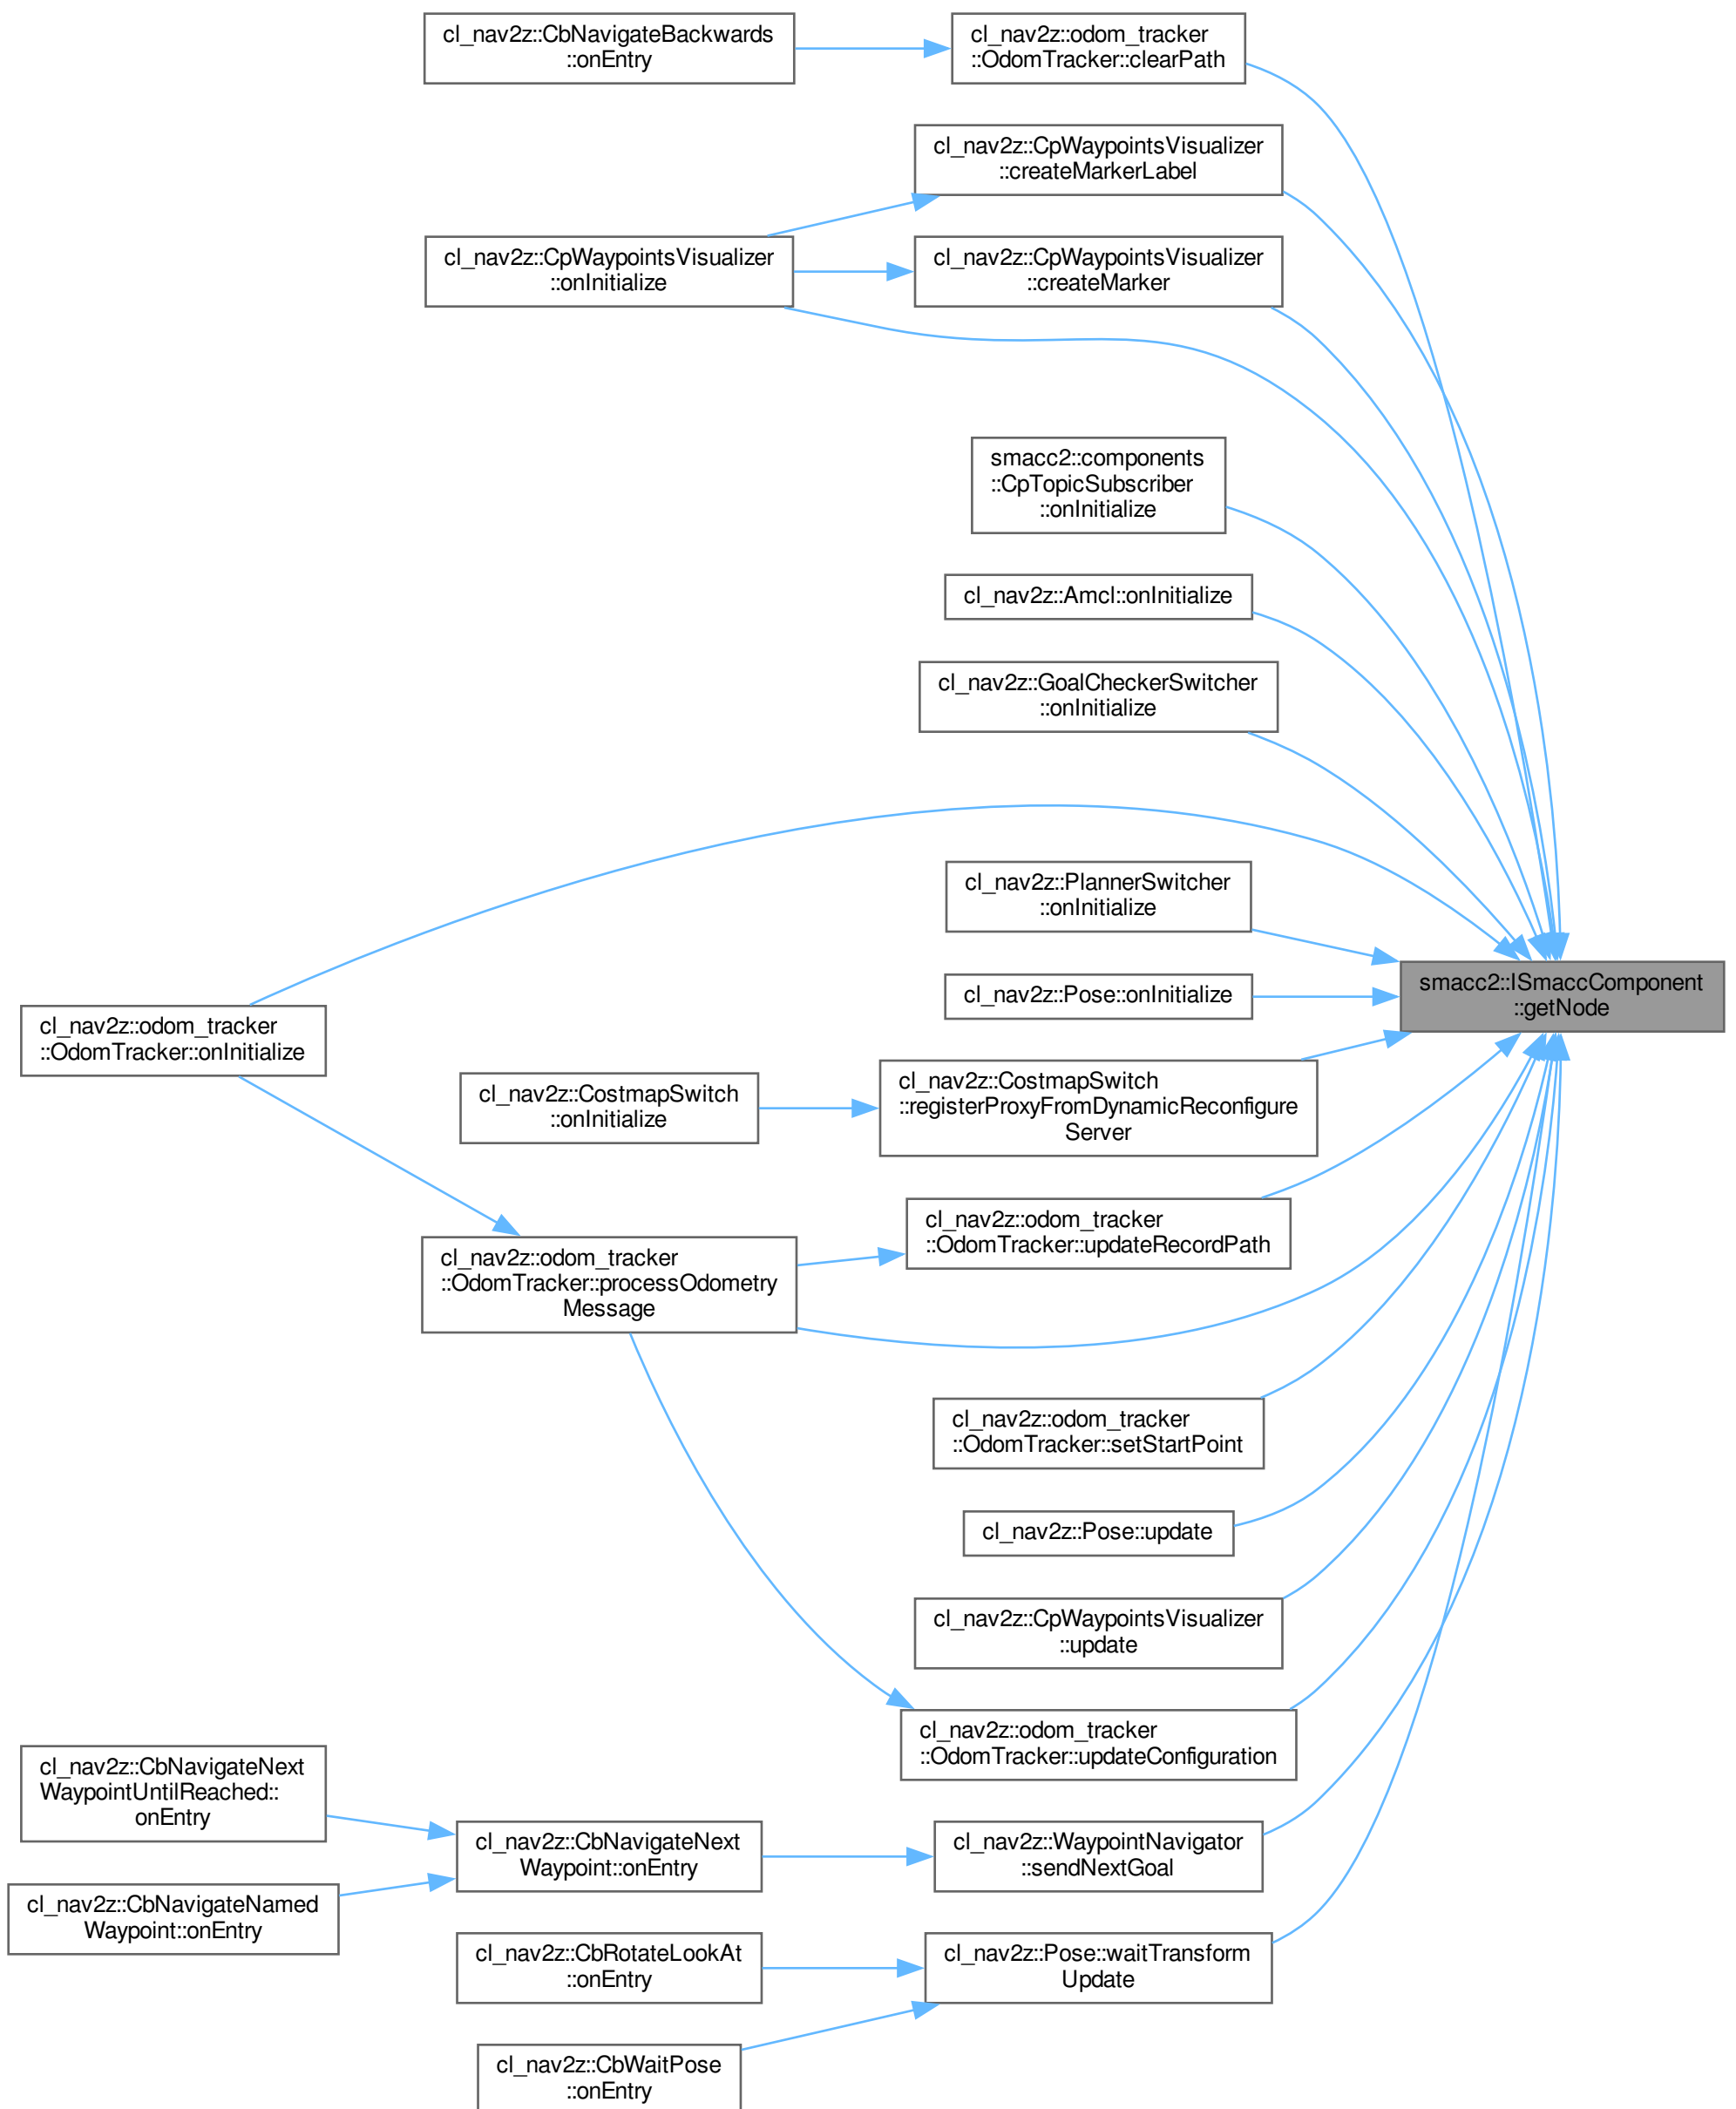 cl_nav2z::CbNavigateBackwards
::onEntry
cl_nav2z::odom_tracker
::OdomTracker::clearPath
cl_nav2z::CpWaypointsVisualizer
::createMarkerLabel
cl_nav2z::CpWaypointsVisualizer
::onInitialize
cl_nav2z::CpWaypointsVisualizer
::createMarker
smacc2::components
::CpTopicSubscriber
::onInitialize
cl_nav2z::Amcl::onInitialize
cl_nav2z::GoalCheckerSwitcher
::onInitialize
cl_nav2z::PlannerSwitcher
::onInitialize
smacc2::ISmaccComponent
::getNode
cl_nav2z::Pose::onInitialize
cl_nav2z::odom_tracker
::OdomTracker::onInitialize
cl_nav2z::CostmapSwitch
::onInitialize
cl_nav2z::CostmapSwitch
::registerProxyFromDynamicReconfigure
Server
cl_nav2z::odom_tracker
::OdomTracker::updateRecordPath
cl_nav2z::odom_tracker
::OdomTracker::processOdometry
Message
cl_nav2z::odom_tracker
::OdomTracker::setStartPoint
cl_nav2z::Pose::update
cl_nav2z::CpWaypointsVisualizer
::update
cl_nav2z::odom_tracker
::OdomTracker::updateConfiguration
cl_nav2z::CbNavigateNext
WaypointUntilReached::
onEntry
cl_nav2z::CbNavigateNext
Waypoint::onEntry
cl_nav2z::WaypointNavigator
::sendNextGoal
cl_nav2z::CbNavigateNamed
Waypoint::onEntry
cl_nav2z::CbRotateLookAt
::onEntry
cl_nav2z::Pose::waitTransform
Update
cl_nav2z::CbWaitPose
::onEntry